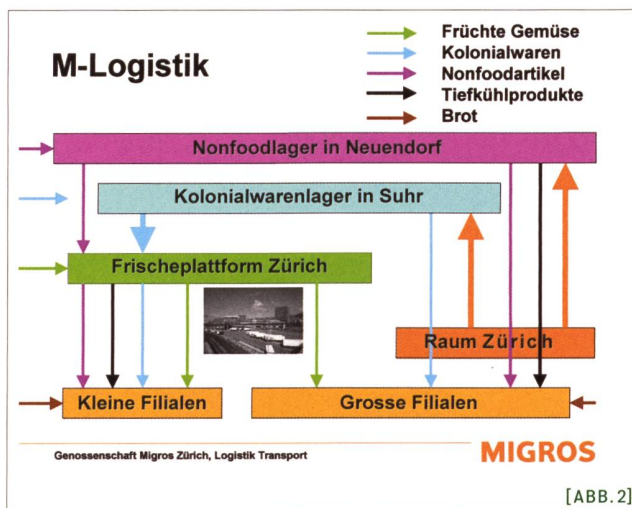 M-Logistik
Früchte Gemüse
Kolonialwaren
Nonfoodartikel
Tiefkühlprodukte
Brot
Nonfoodlager in Neuendorf
Kolonialwarenlager in Suhr
Frischeplattform Zürich
Raum Zürich
Kleine Filialen
Grosse Filialen
Genossenschaft Migros Zürich, Logistik Transport
MIGROS
[ABB.2]